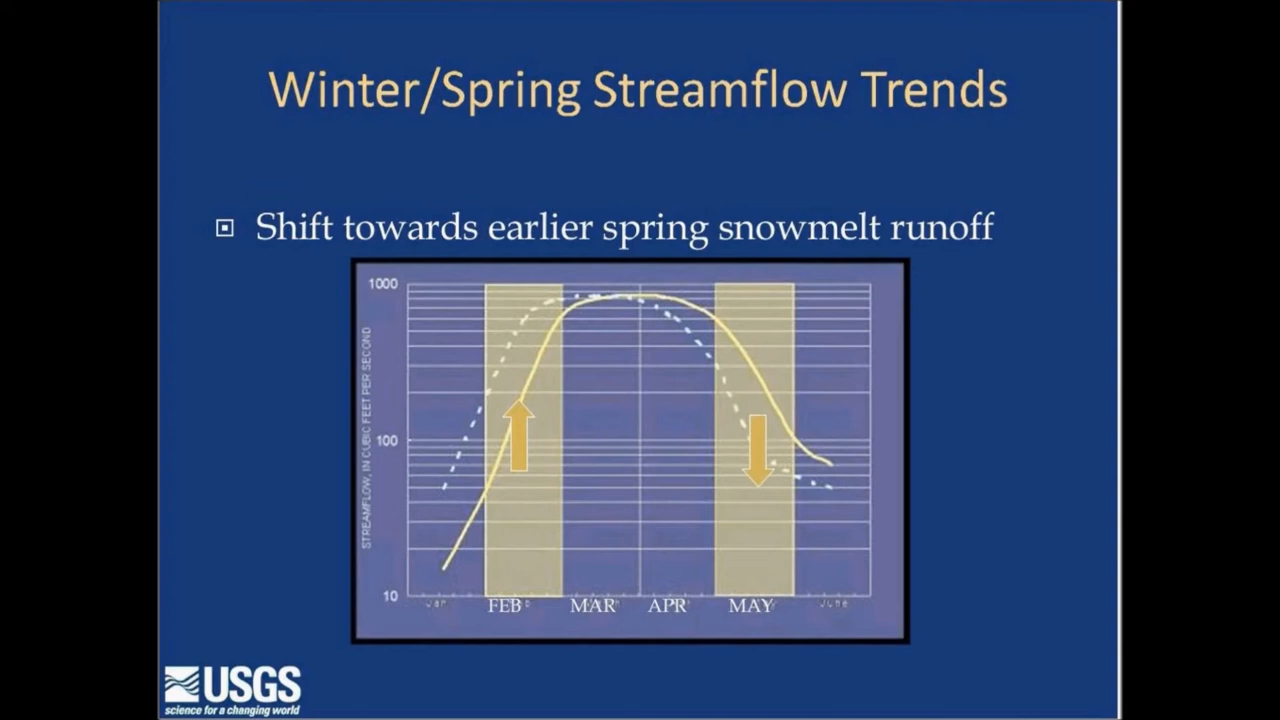 Winter/Spring Streamflow Trends
Shift towards earlier spring snowmelt runoff
1000
STREAMFLOW, IN CUBIC FEET PER SECOND
100
10
Jan FEB MAR APR MAY June
USGS
science for a changing world